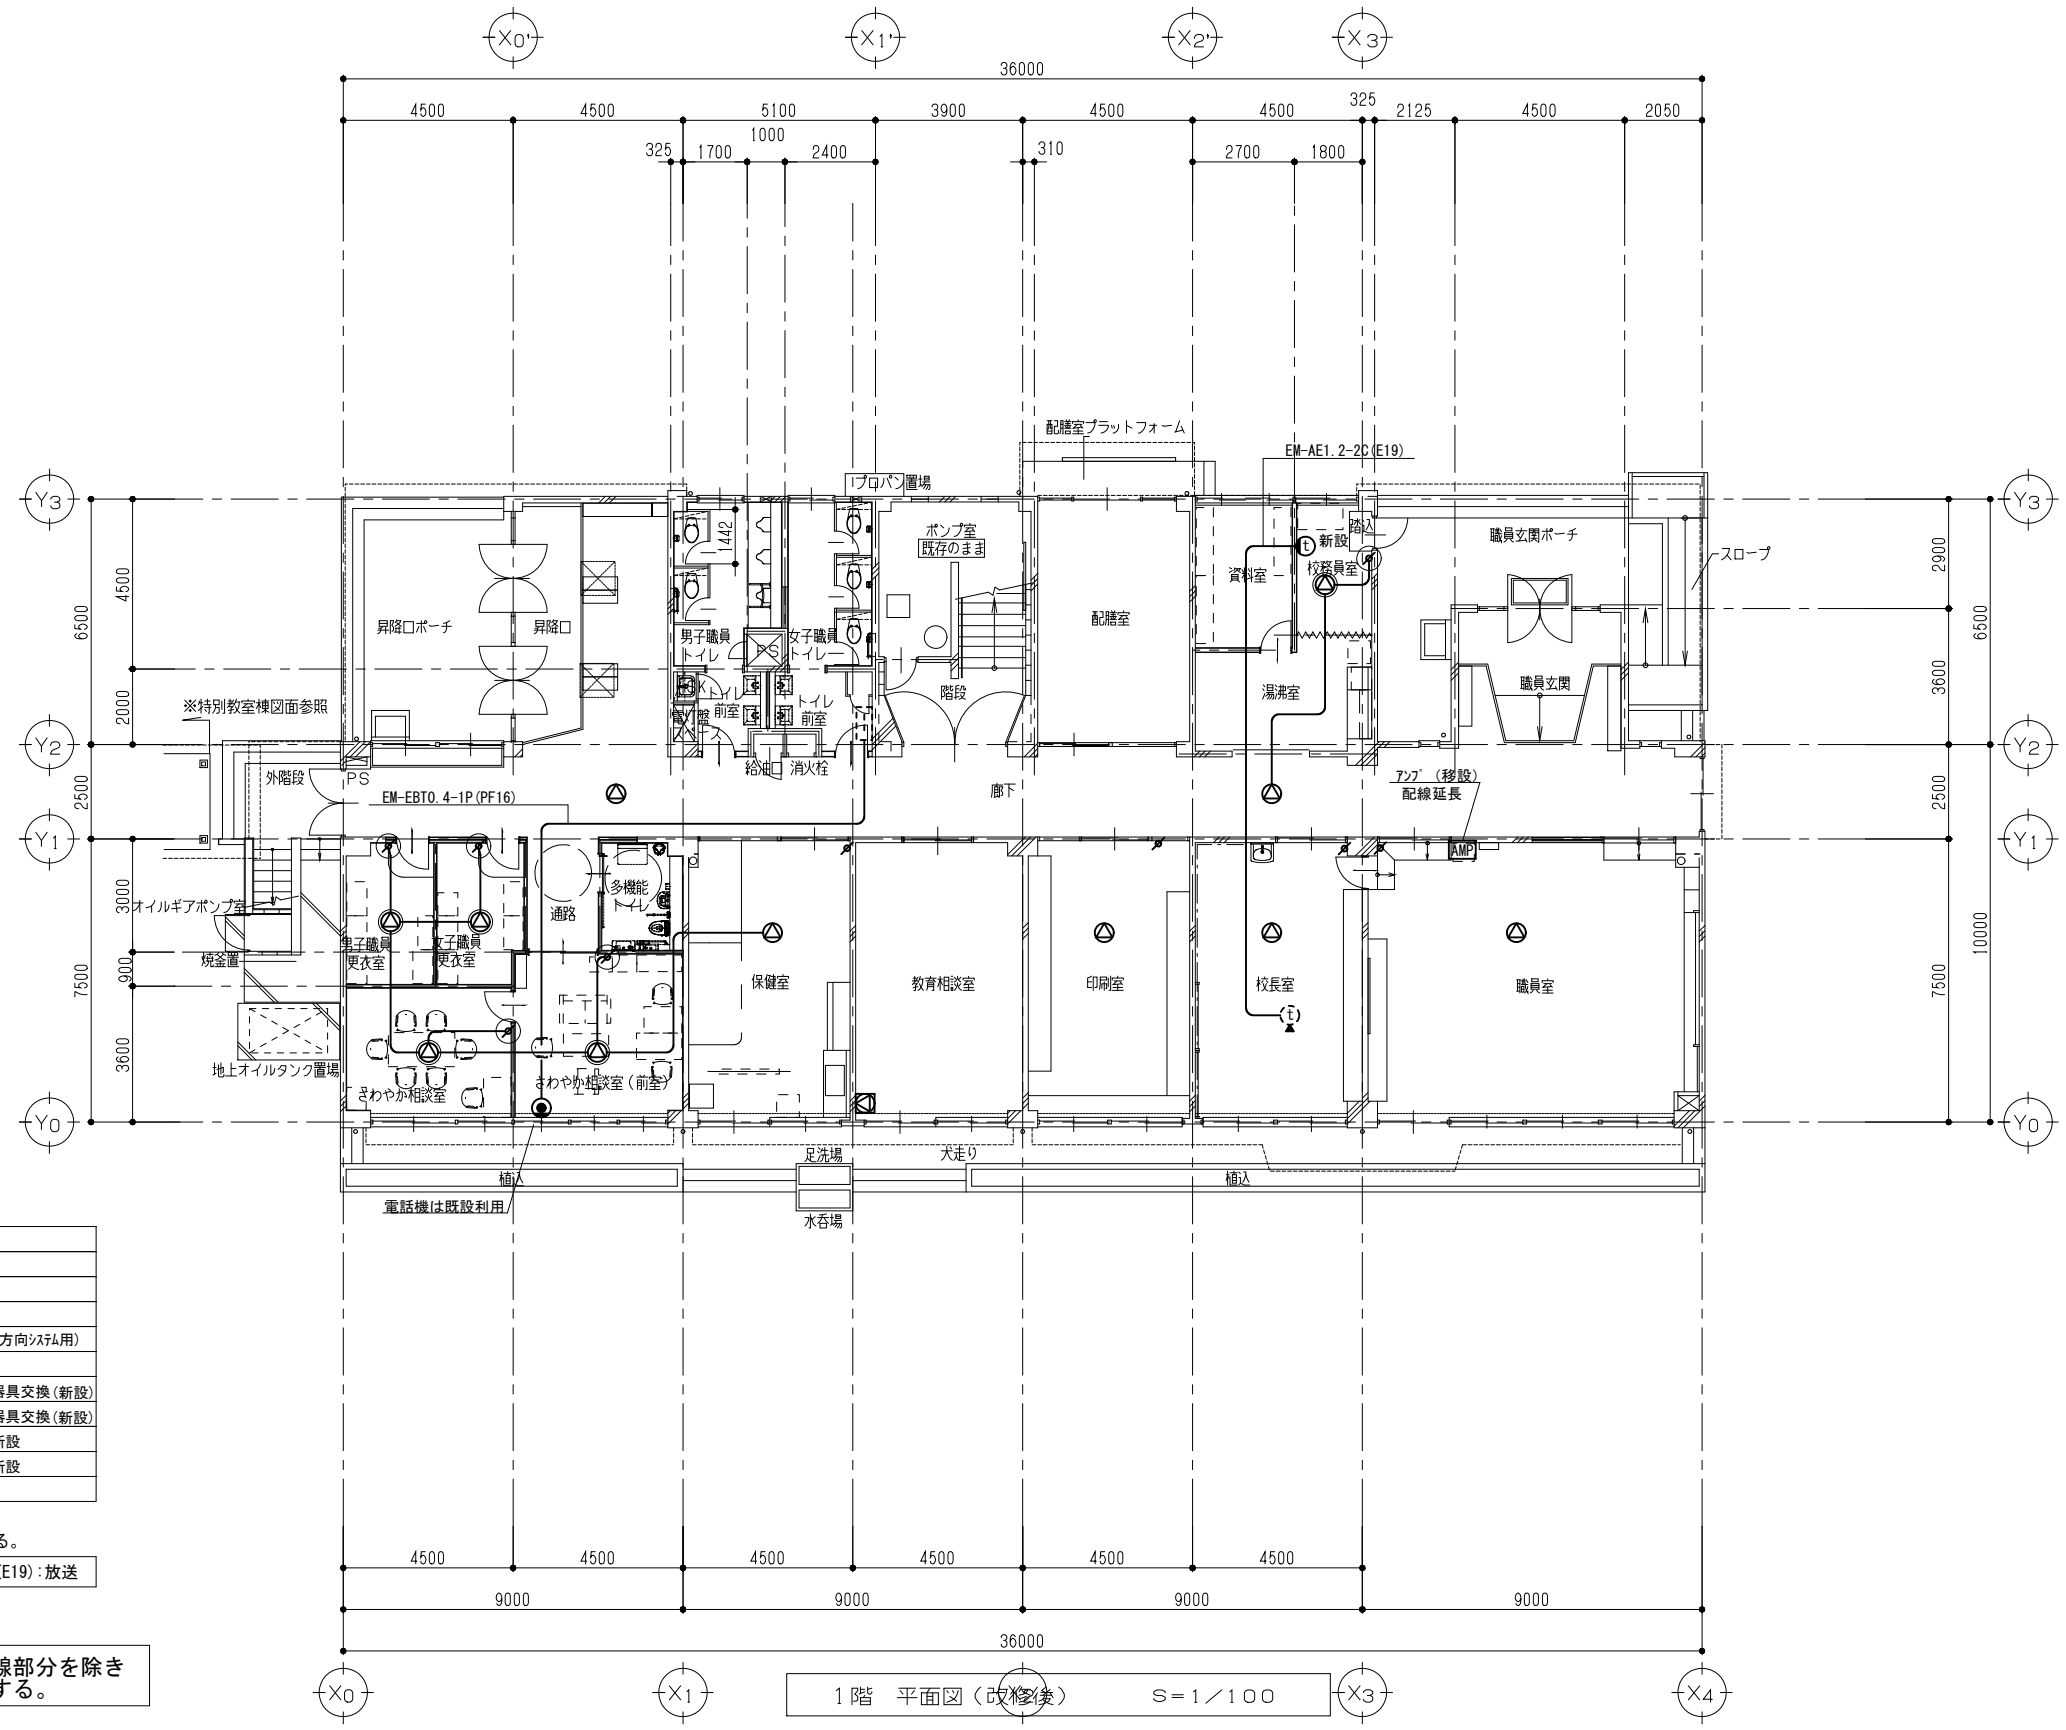 X0'
X1'
X2'
X3
36000
4500
4500
5100
3900
4500
4500
325
2125
4500
2050
1000
325
1700
2400
310
2700
1800
配膳室プラットフォーム
EM-AE1.2-2C(E19)
プロパン置場
Y3
Y3
1442
ポンプ室
既存のまま
踏込
新設
t
職員玄関ポーチ
スロープ
資料室
校務員室
4500
6500
2900
6500
昇降口ポーチ
昇降口
男子職員
トイレ
PS
女子職員
トイレ
配膳室
2000
3600
トイレ
前室
トイレ
前室
階段
湯沸室
職員玄関
電灯盤
スペース
※特別教室棟図面参照
Y2
Y2
外階段
PS
給油口
消火栓
廊下
アンプ（移設）
配線延長
EM-EBT0.4-1P(PF16)
2500
2500
Y1
Y1
AMP
オイルギアポンプ室
3000
通路
多機能
トイレ
男子職員
更衣室
女子職員
更衣室
焼釜置
900
7500
10000
7500
保健室
教育相談室
印刷室
校長室
職員室
t
3600
地上オイルタンク置場
さわやか相談室
さわやか相談室（前室）
Y0
Y0
足洗場
犬走り
植込
植込
電話機は既設利用
水呑場
方向システム用）
器具交換（新設）
器具交換（新設）
新設
新設
る。
(E19)：放送
4500
4500
4500
4500
4500
4500
9000
9000
9000
9000
36000
線部分を除き
する。
X0
X1
X2
X3
X4
1階　平面図（改修後）　S＝1／100